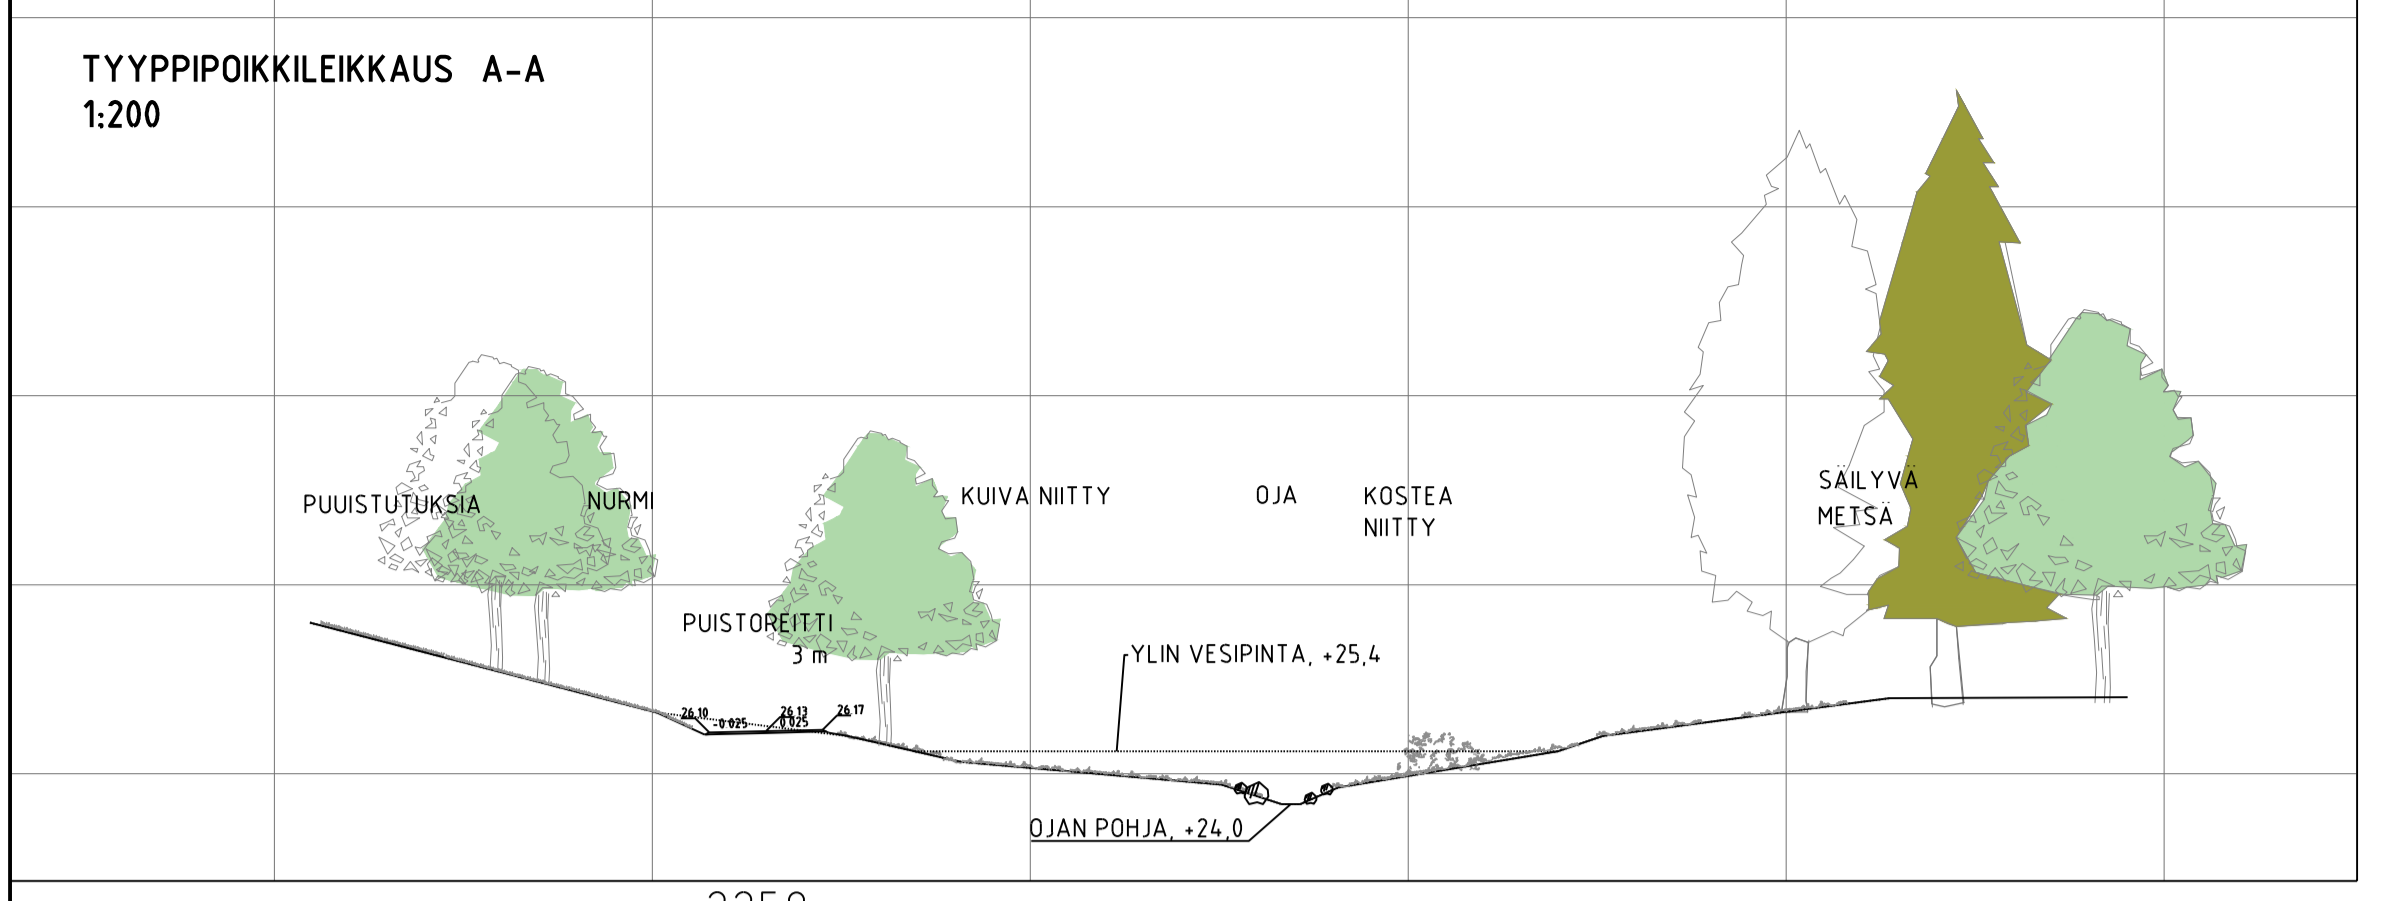 TYYPPIPOIKKILEIKKAUS A-A
1:200
PUUISTUTUKSIA
NURMI
KUIVA NIITTY
OJA
KOSTEA
NIITTY
SÄILYVÄ
METSÄ
PUISTOREITTI
3 m
YLIN VESIPINTA, +25,4
26.10
-0.025
26.13
0.025
26.17
OJAN POHJA, +24,0